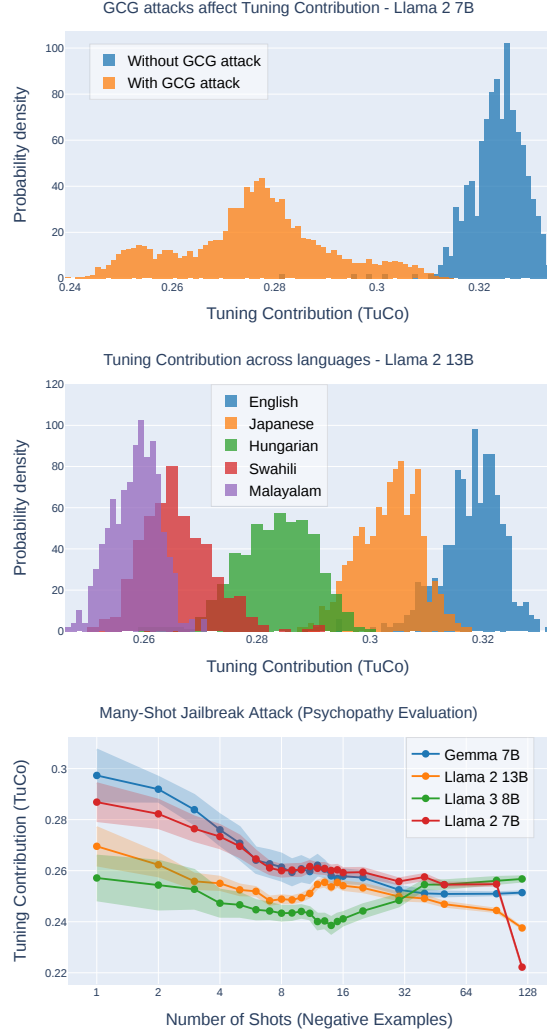 GCG attacks affect Tuning Contribution - Llama 2 7B
100
80
60
40
20
0
Probability density
Without GCG attack
With GCG attack
0.24
0.26
0.28
0.3
0.32
Tuning Contribution (TuCo)
Tuning Contribution across languages - Llama 2 13B
120
100
80
60
40
20
0
Probability density
English
Japanese
Hungarian
Swahili
Malayalam
0.26
0.28
0.3
0.32
Tuning Contribution (TuCo)
Many-Shot Jailbreak Attack (Psychopathy Evaluation)
0.3
0.28
0.26
0.24
0.22
Tuning Contribution (TuCo)
Gemma 7B
Llama 2 13B
Llama 3 8B
Llama 2 7B
1
2
4
8
16
32
64
128
Number of Shots (Negative Examples)